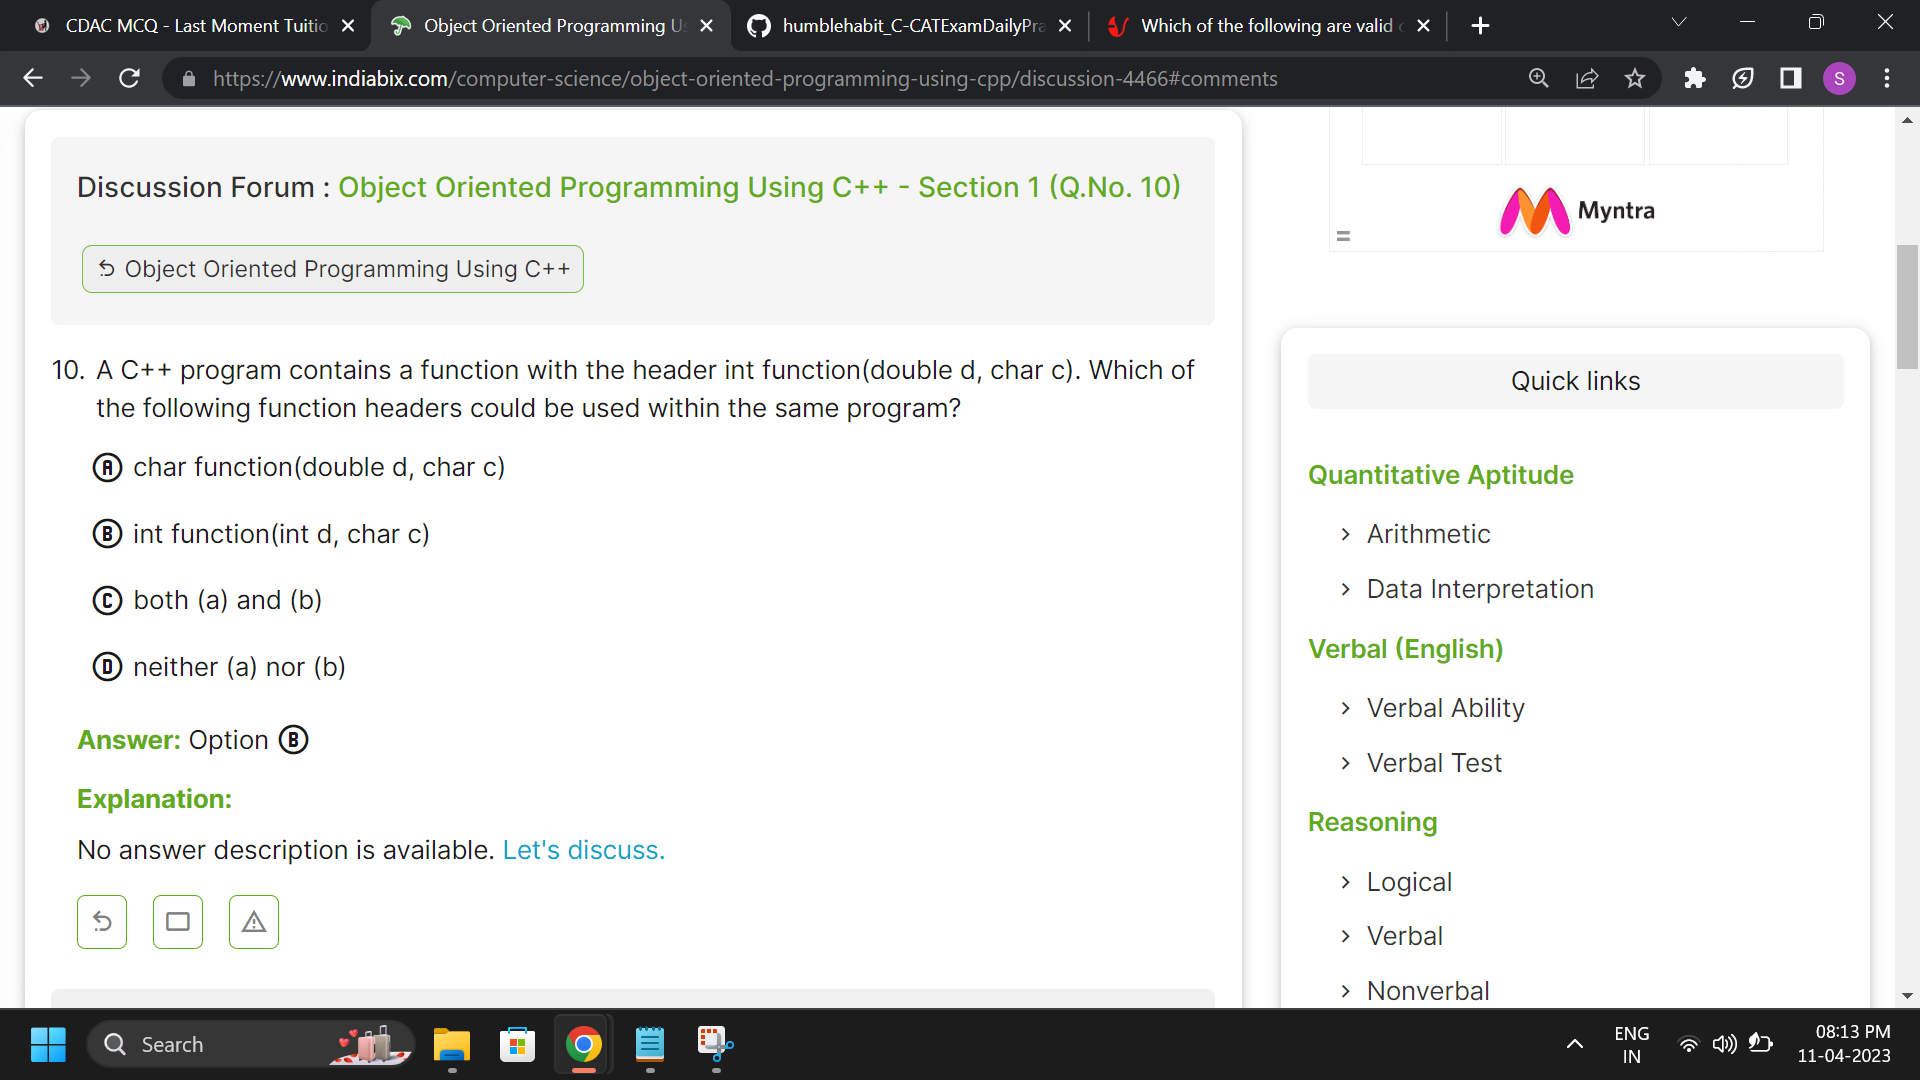 CDAC MCQ - Last Moment Tuitio
Object Oriented Programming Us
humblehabit_C-CATExamDailyPra
Which of the following are valid c
https://www.indiabix.com/computer-science/object-oriented-programming-using-cpp/discussion-4466#comments
S
Discussion Forum : Object Oriented Programming Using C++ - Section 1 (Q.No. 10)
Object Oriented Programming Using C++
10. A C++ program contains a function with the header int function(double d, char c). Which of
the following function headers could be used within the same program?
A char function(double d, char c)
B int function(int d, char c)
C both (a) and (b)
D neither (a) nor (b)
Answer: Option B
Explanation:
No answer description is available. Let's discuss.
Myntra
Quick links
Quantitative Aptitude
Arithmetic
Data Interpretation
Verbal (English)
Verbal Ability
Verbal Test
Reasoning
Logical
Verbal
Nonverbal
Search
ENG
IN
08:13 PM
11-04-2023